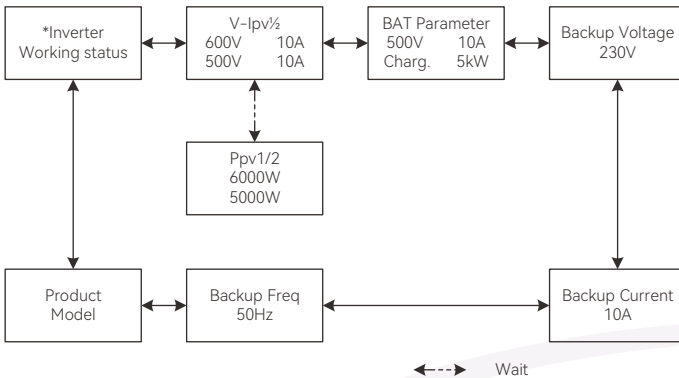 *Inverter
Working status
V-Ipv½
600V 10A
500V 10A
BAT Parameter
500V 10A
Charg. 5kW
Backup Voltage
230V
Ppv1/2
6000W
5000W
Product
Model
Backup Freq
50Hz
Backup Current
10A
Wait